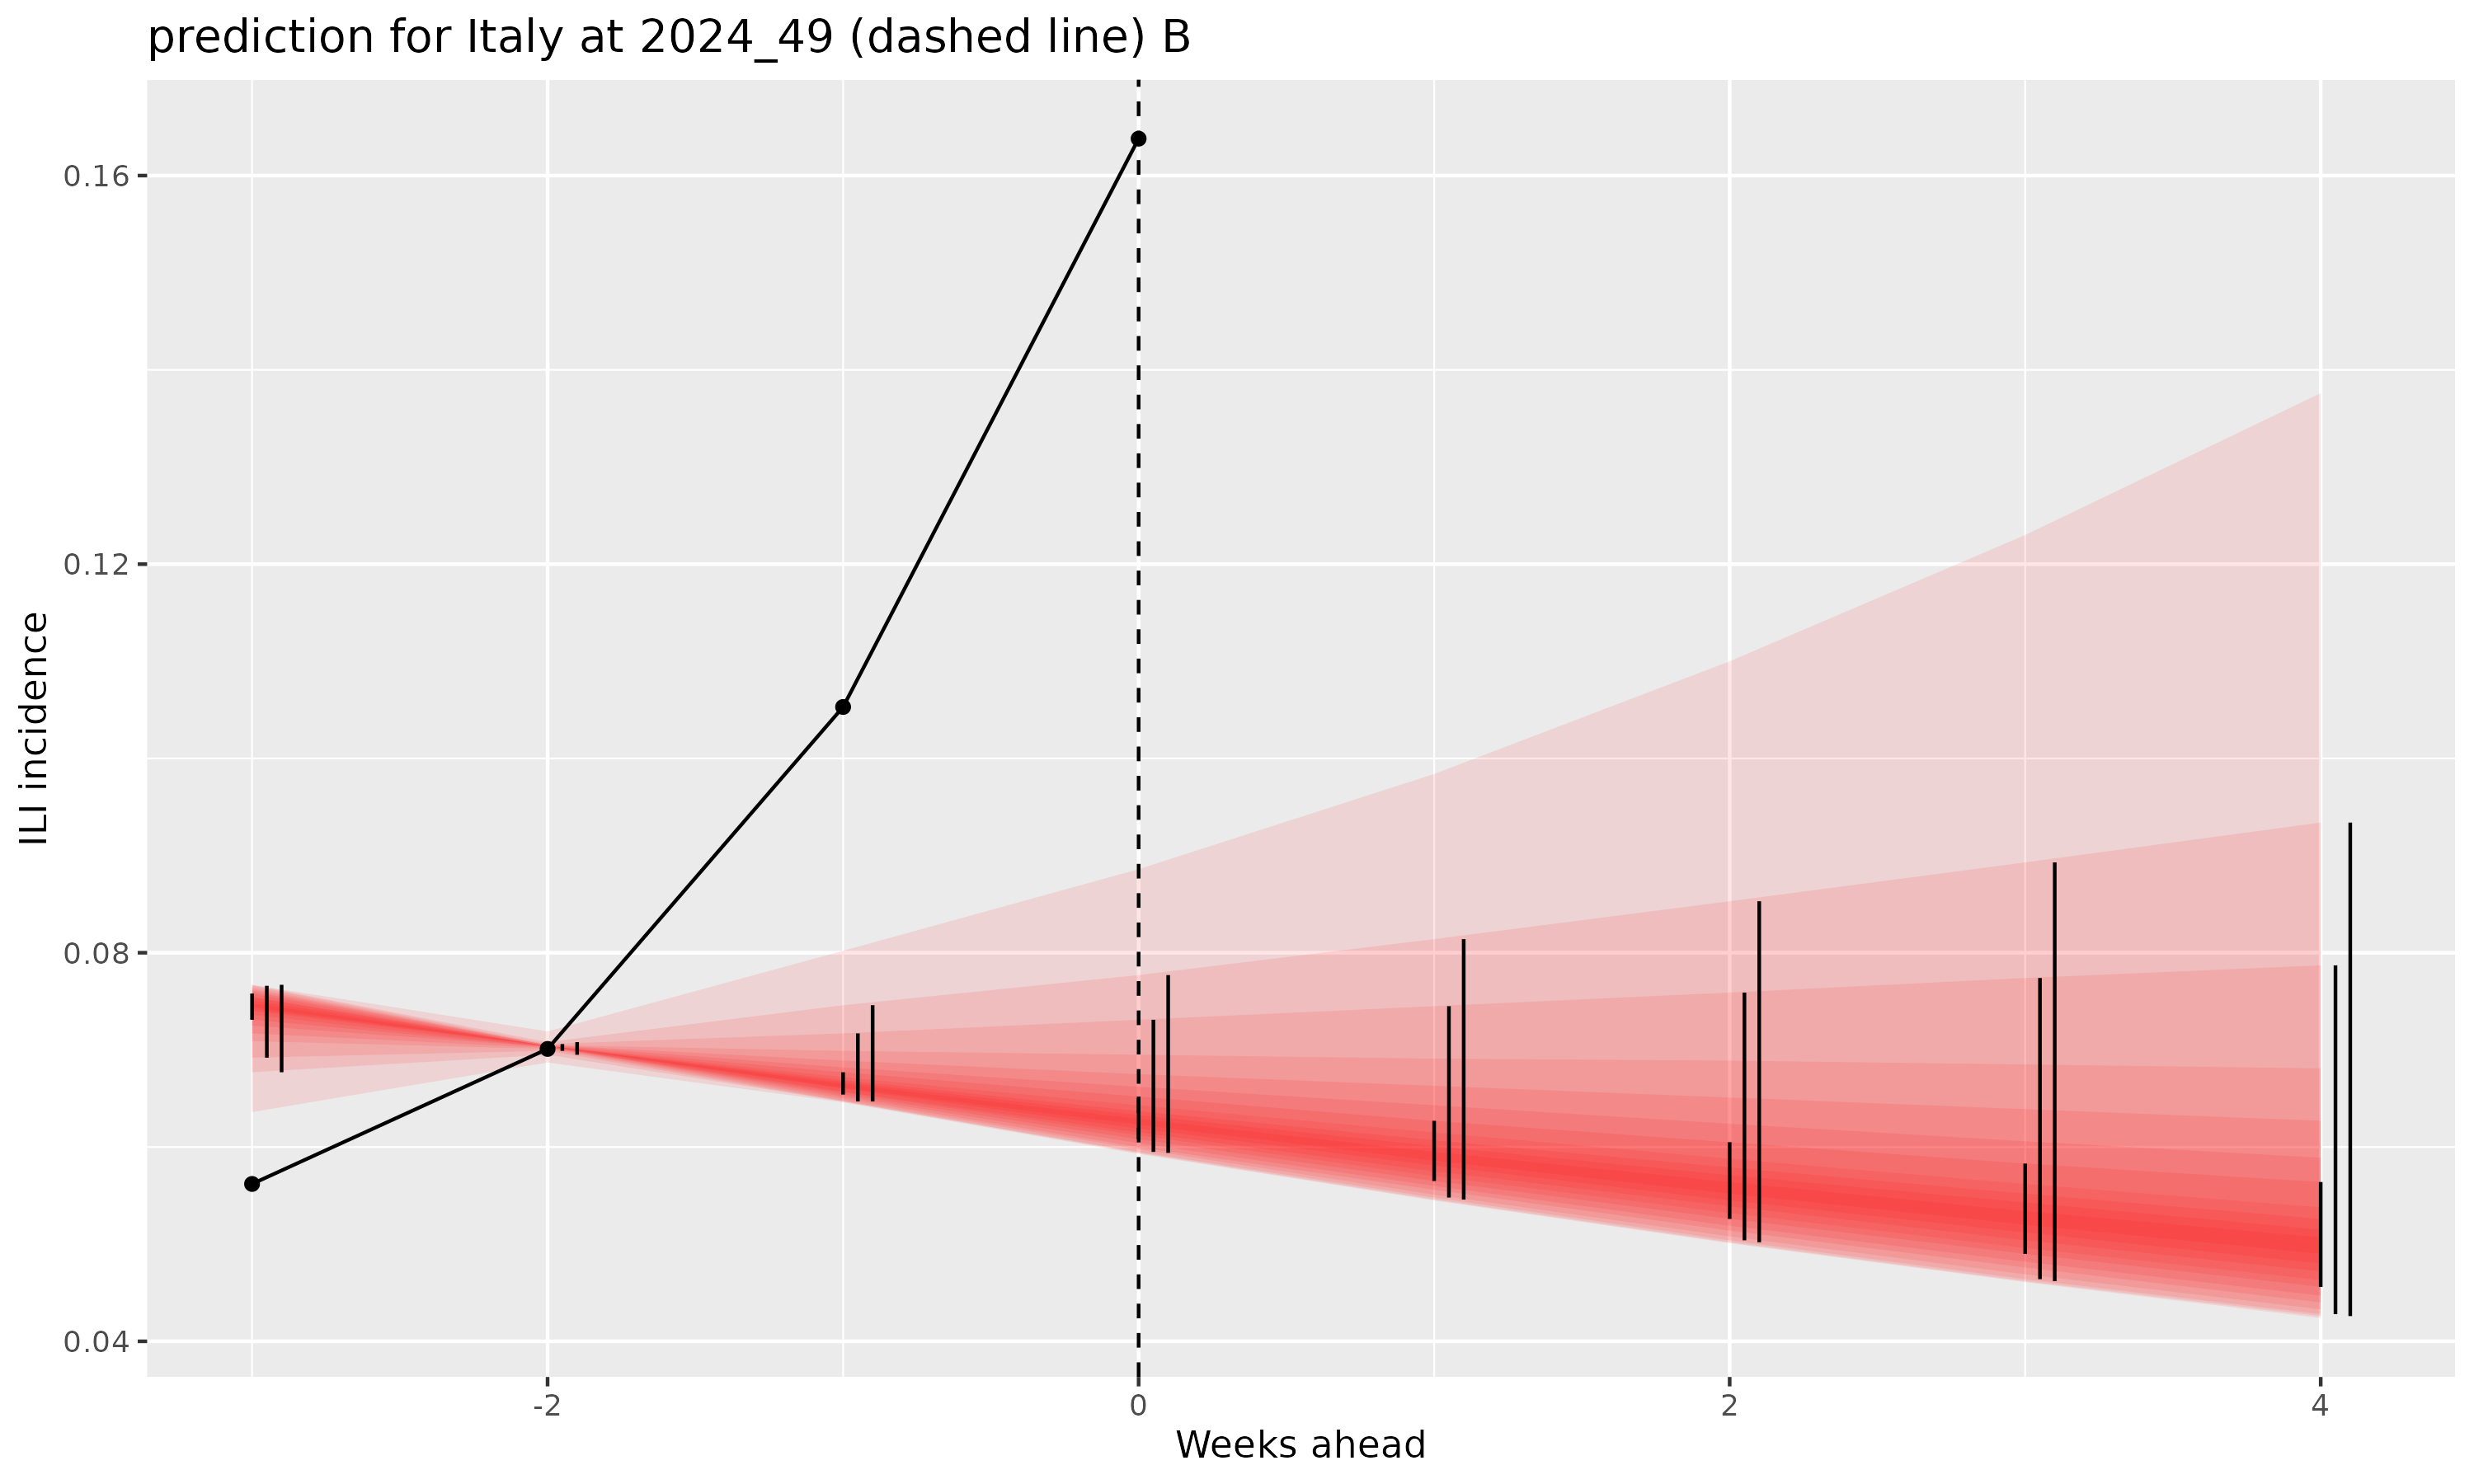 prediction for Italy at 2024_49 (dashed line) B
ILI incidence
0.16
0.12
0.08
0.04
-2
0
2
4
Weeks ahead